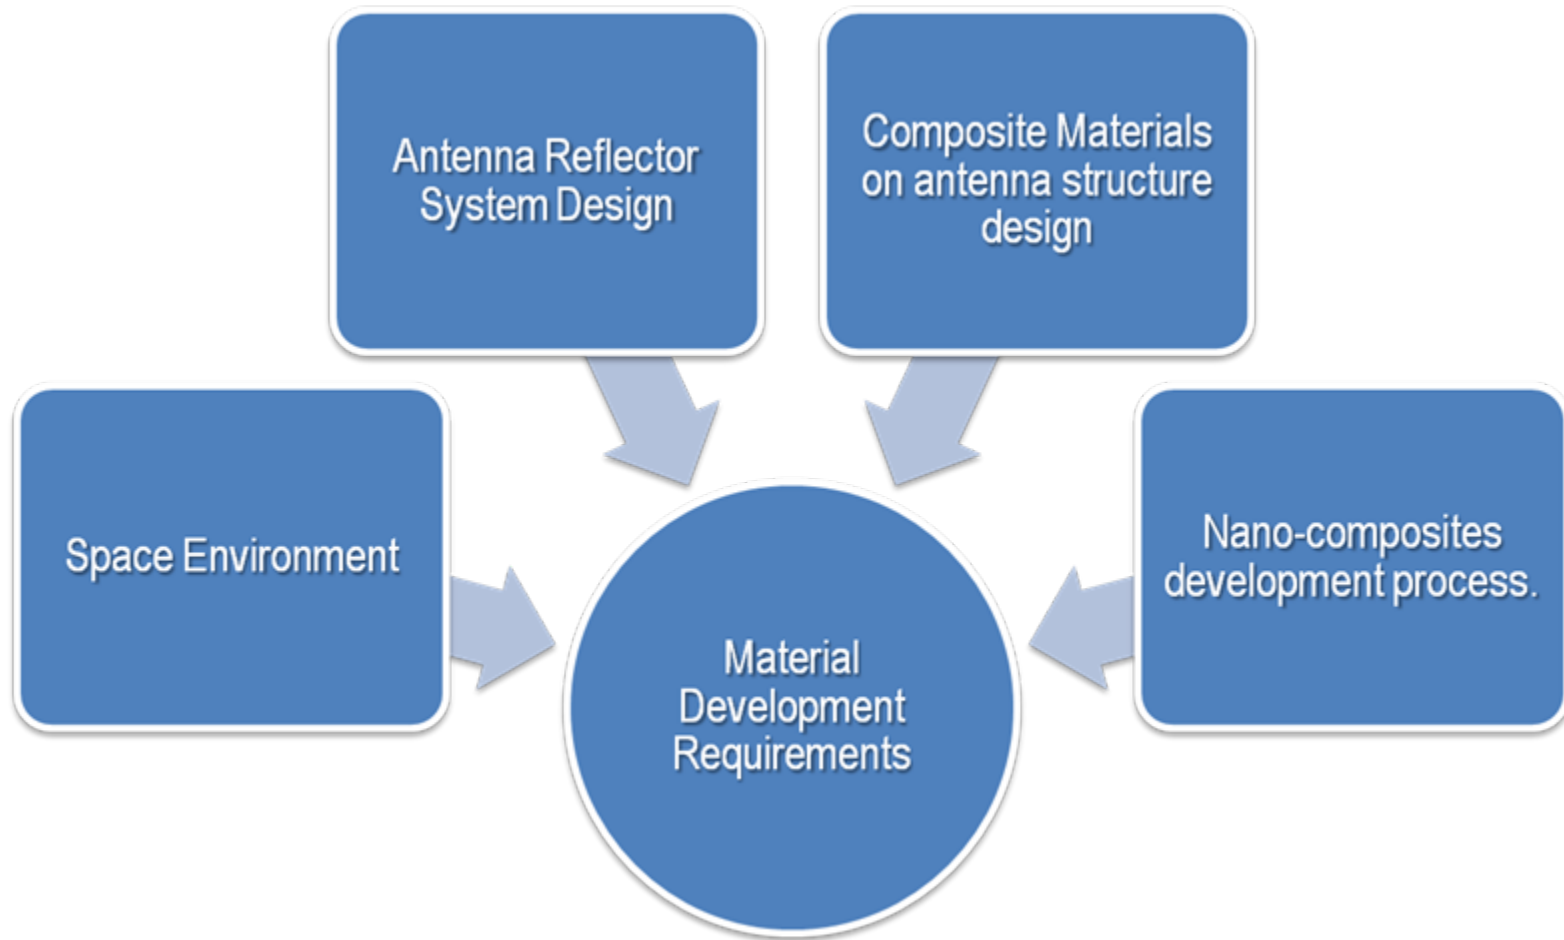 Antenna Reflector
System Design
Composite Materials
on antenna structure
design
Space Environment
Nano-composites
development process.
Material
Development
Requirements